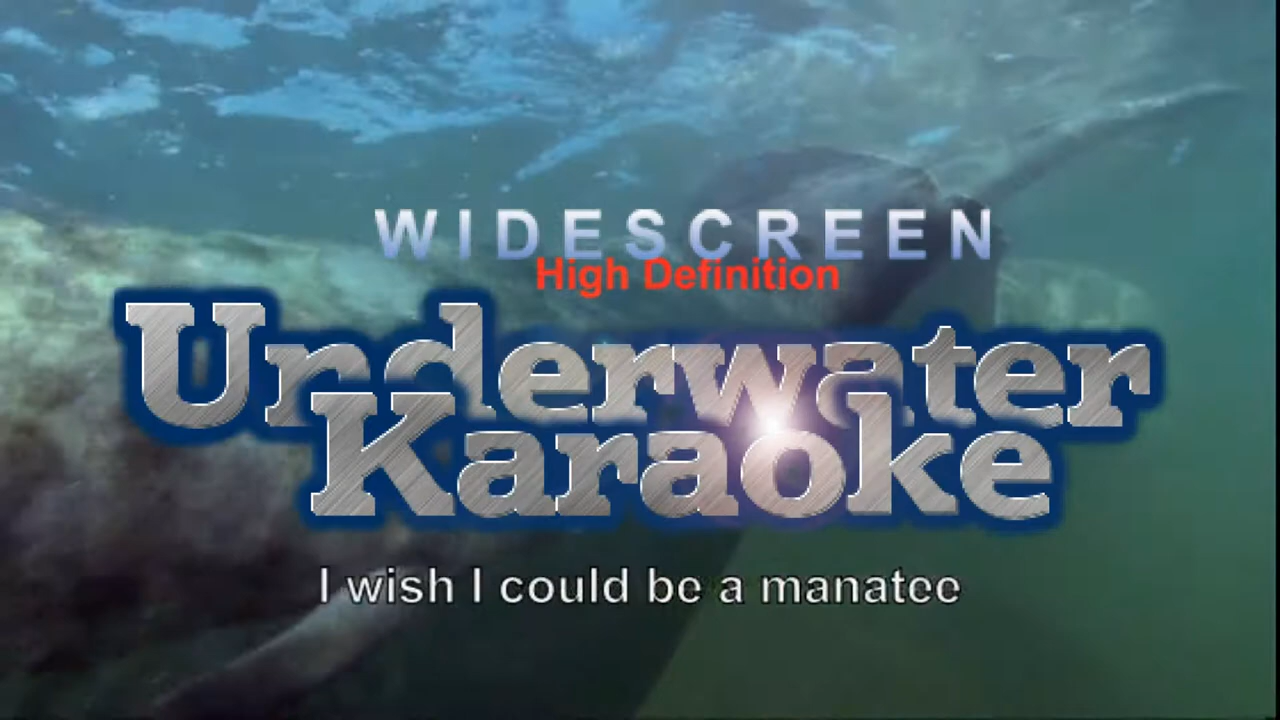 WIDESCREEN
High Definition
Underwater
Karaoke
I wish I could be a manatee